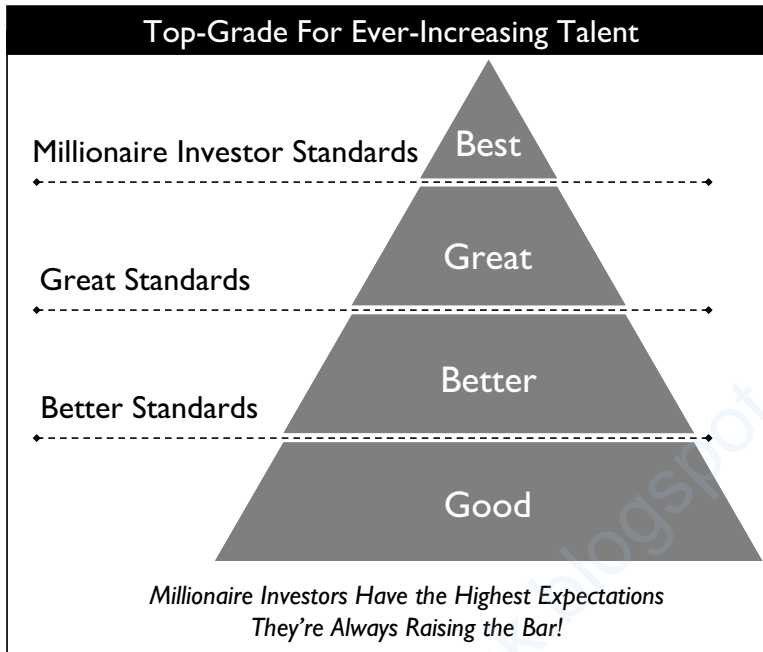 Top-Grade For Ever-Increasing Talent
Millionaire Investor Standards
Best
Great
Great Standards
Better
Better Standards
Good
Millionaire Investors Have the Highest Expectations
They're Always Raising the Bar!
blogspot